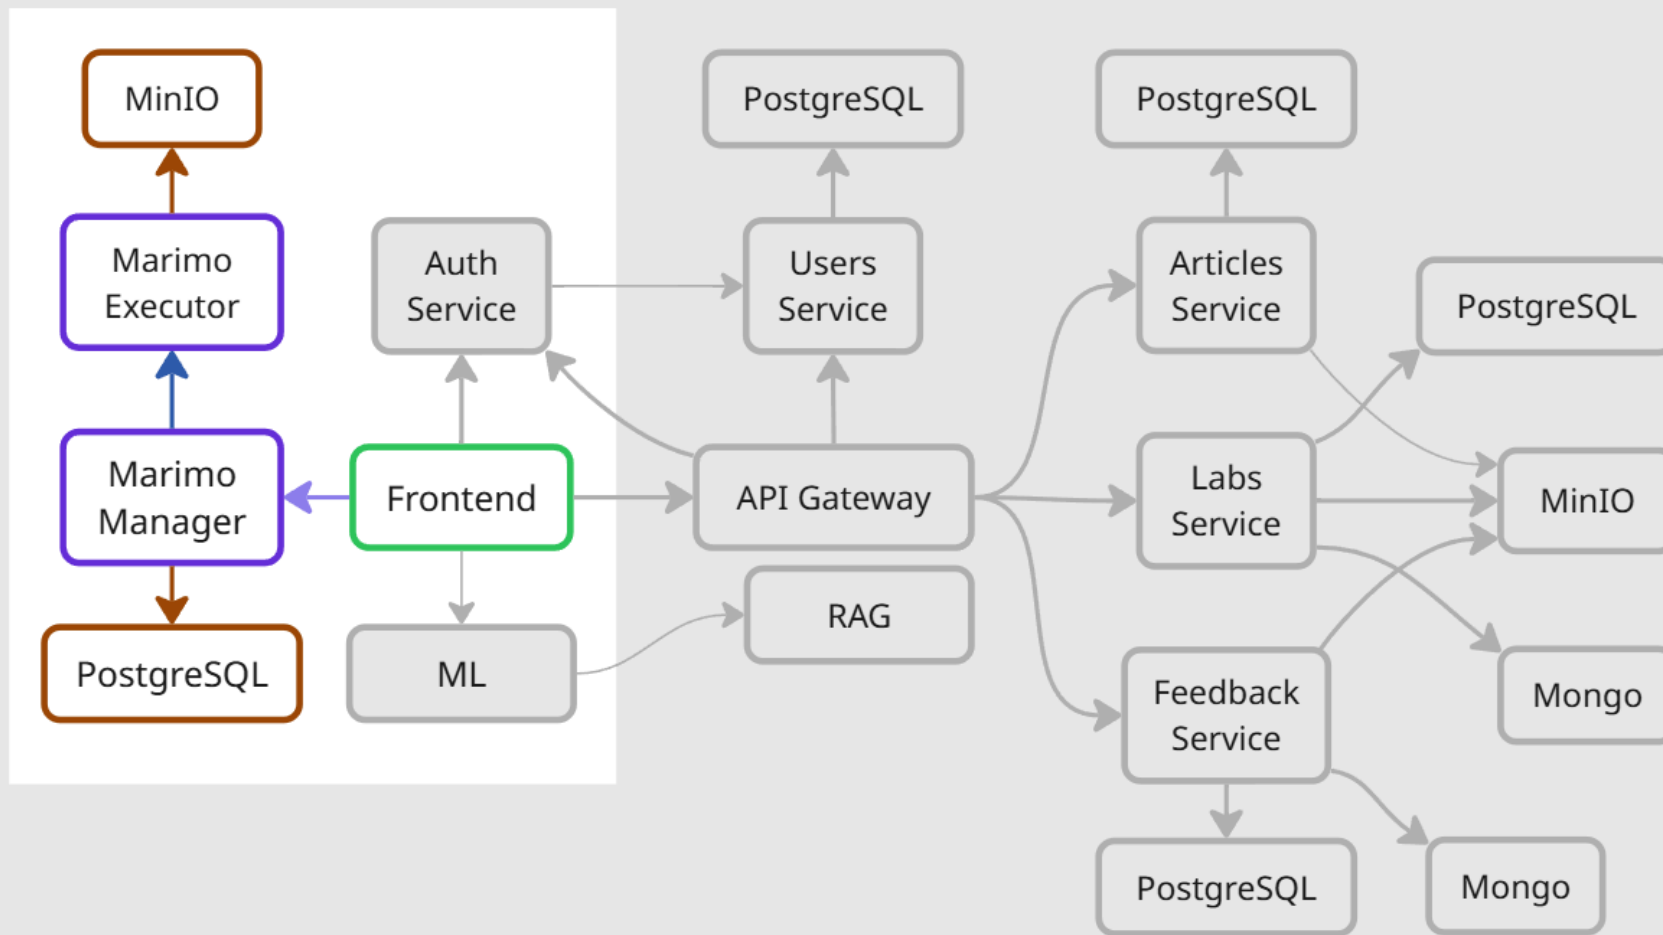 MinIO
PostgreSQL
PostgreSQL
Marimo
Executor
Auth
Service
Users
Service
Articles
Service
PostgreSQL
Marimo
Manager
Frontend
API Gateway
Labs
Service
MinIO
PostgreSQL
ML
RAG
Feedback
Service
Mongo
PostgreSQL
Mongo